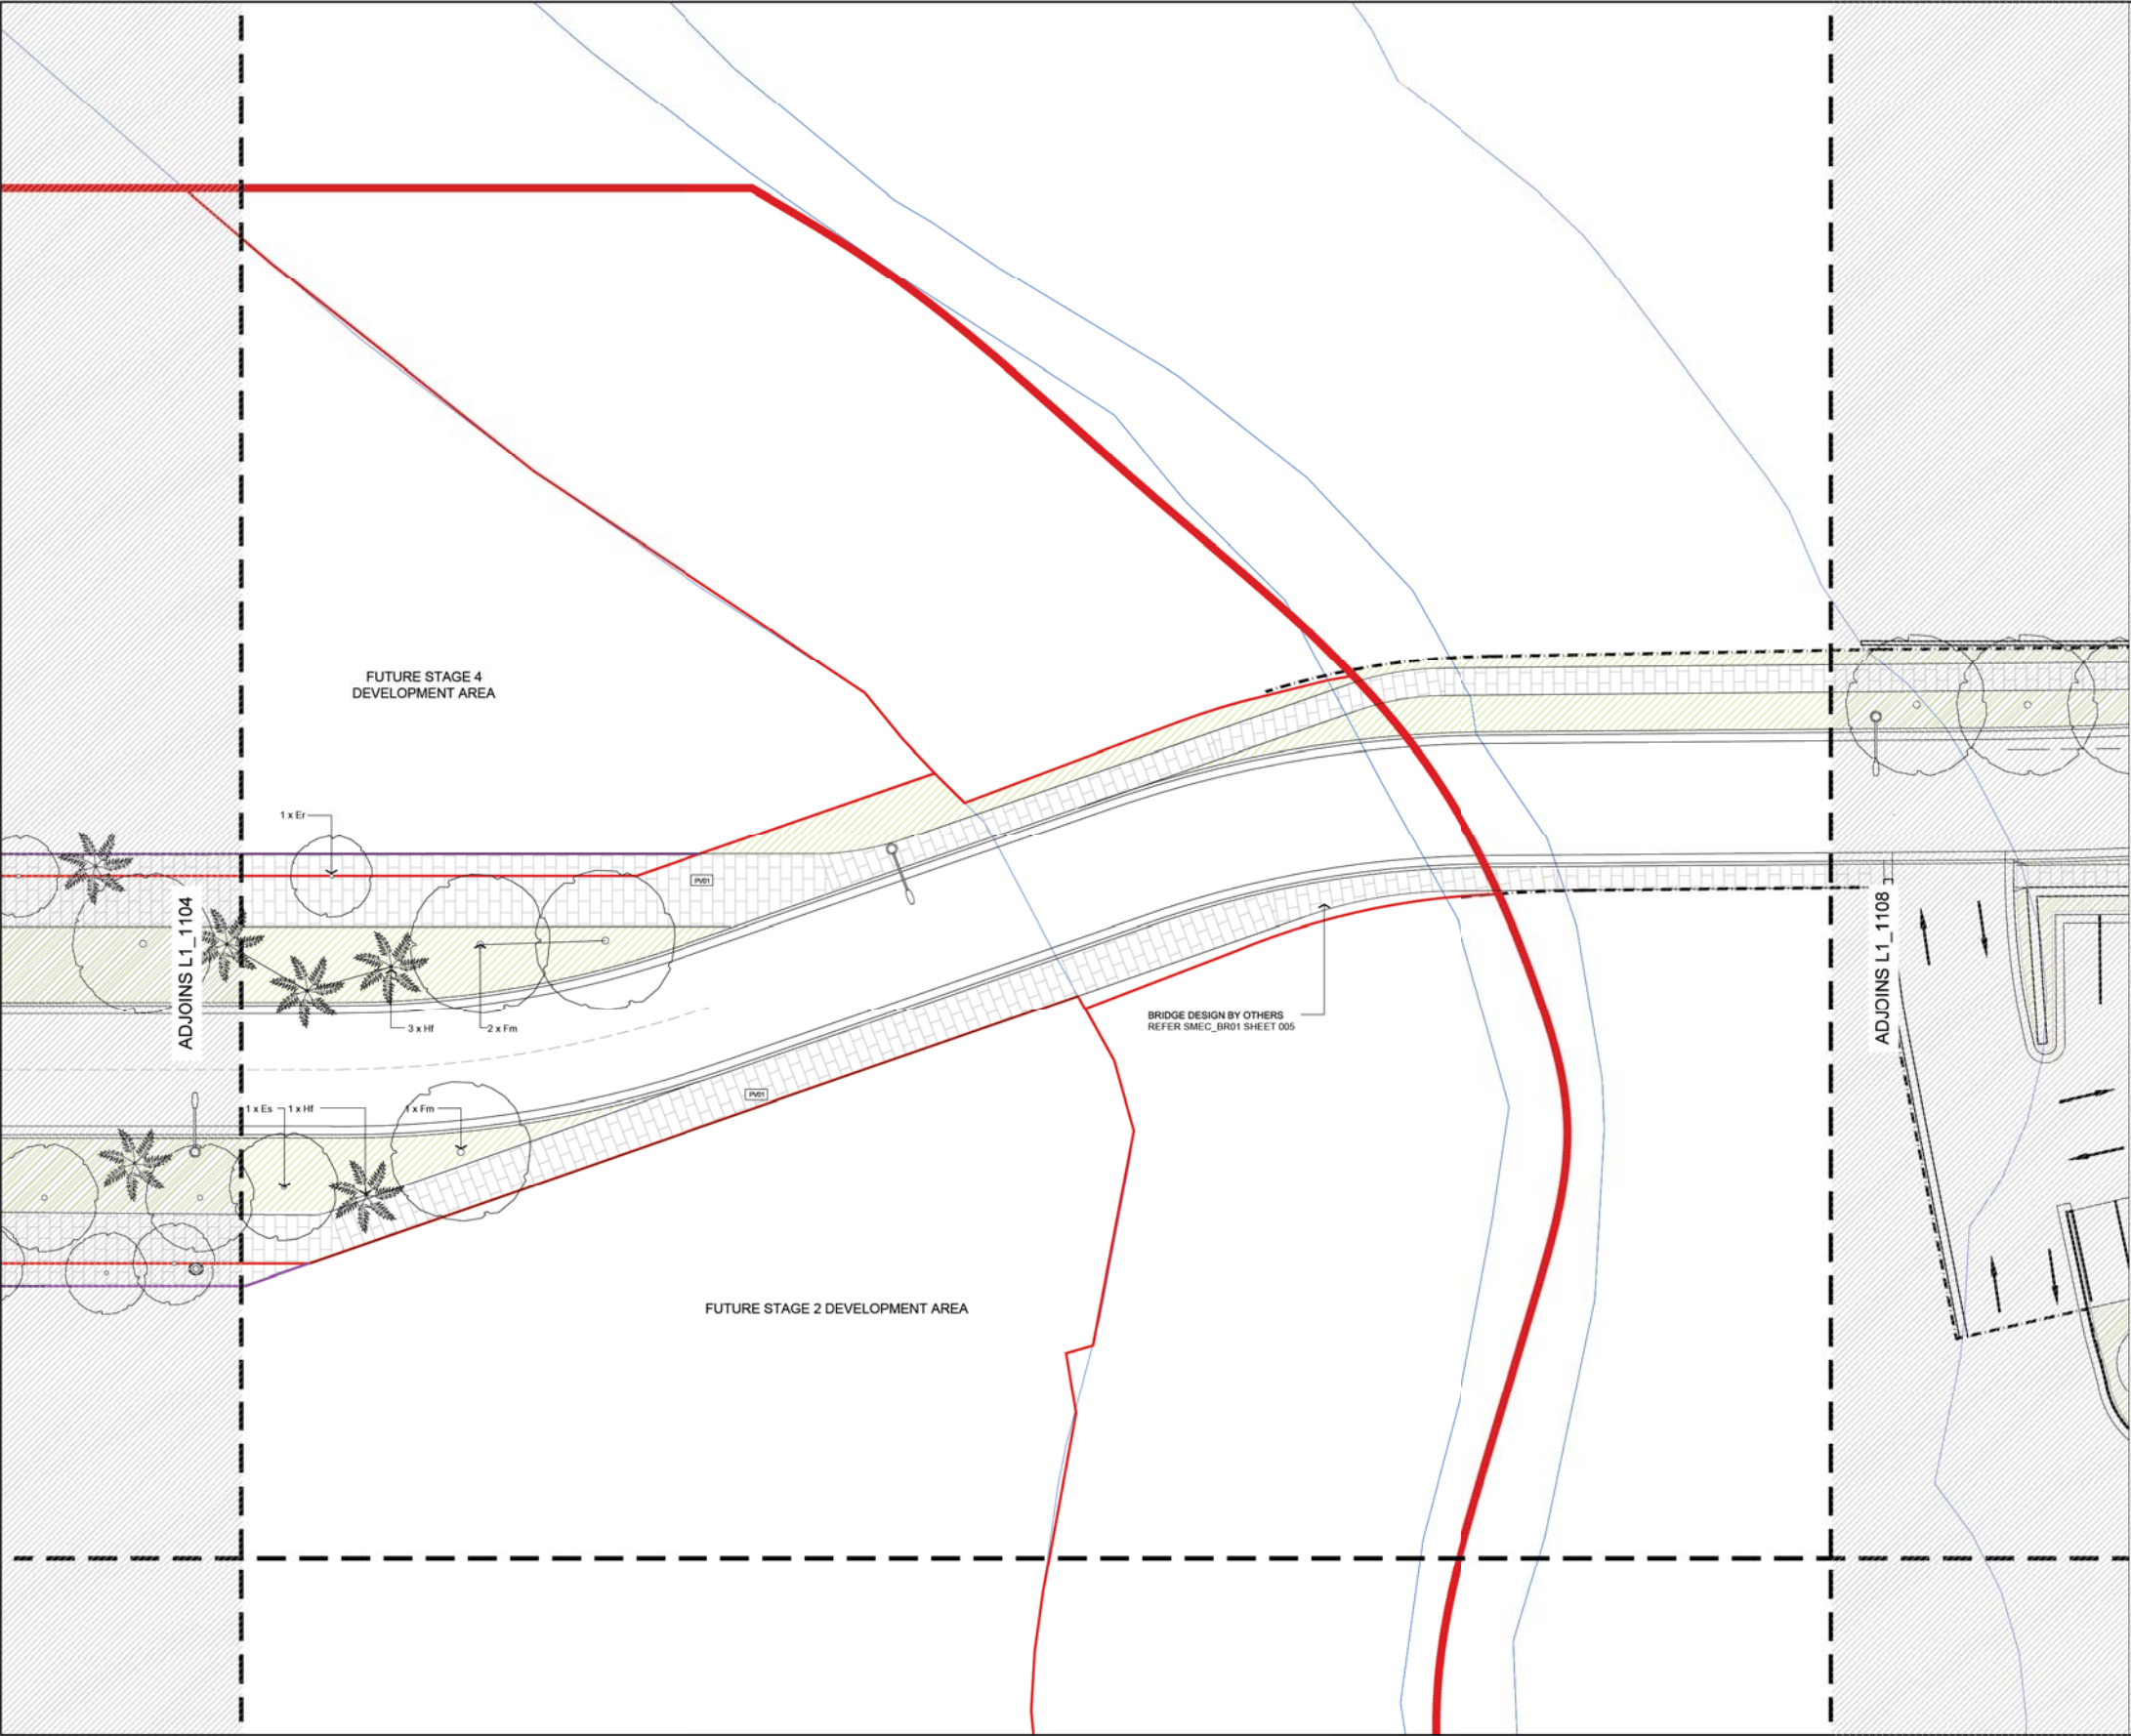 FUTURE STAGE 4
DEVELOPMENT AREA
1 x Er
PV01
ADJOINS L1_1104
ADJOINS L1_1108
3 x Hf
2 x Fm
BRIDGE DESIGN BY OTHERS
REFER SMEC_BR01 SHEET 005
PV01
1 x Es
1 x Hf
1 x Fm
FUTURE STAGE 2 DEVELOPMENT AREA